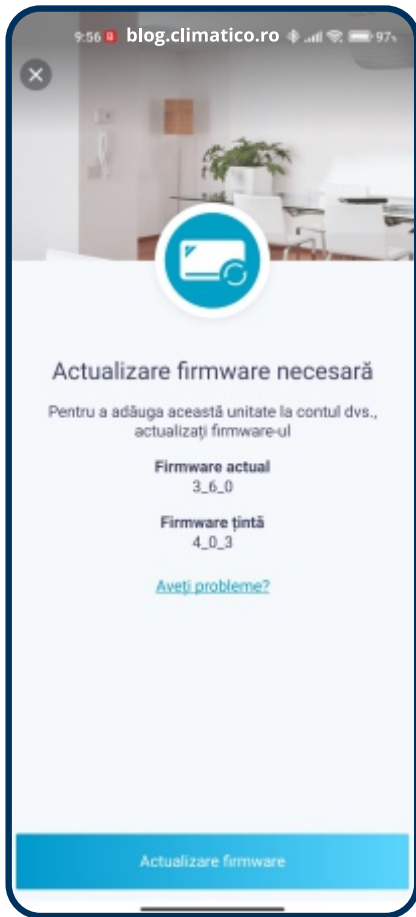 9:56 blog.climatico.ro 97%
Actualizare firmware necesară
Pentru a adăuga această unitate la contul dvs.,
actualizați firmware-ul
Firmware actual
3_6_0
Firmware țintă
4_0_3
Aveți probleme?
Actualizare firmware